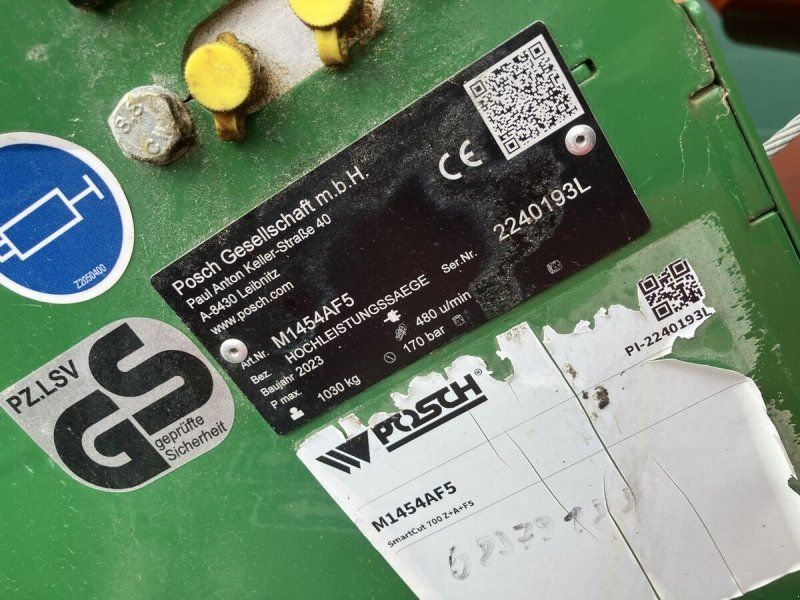 Posch Gesellschaft m.b.H.
Paul Anton Keller-Straße 40
A-8430 Leibnitz
www.posch.com
CE
Art.Nr. M1454AF5 Ser.Nr. 2240193L
Bez. HOCHLEISTUNGSSAEGE
Baujahr 2023 480 u/min
P max. 170 bar
1030 kg
Z2050400
PZ.LSV
GS
geprüfte
Sicherheit
PI-2240193L
POSCH®
M1454AF5
SmartCut 700 Z+A+F5
8.8